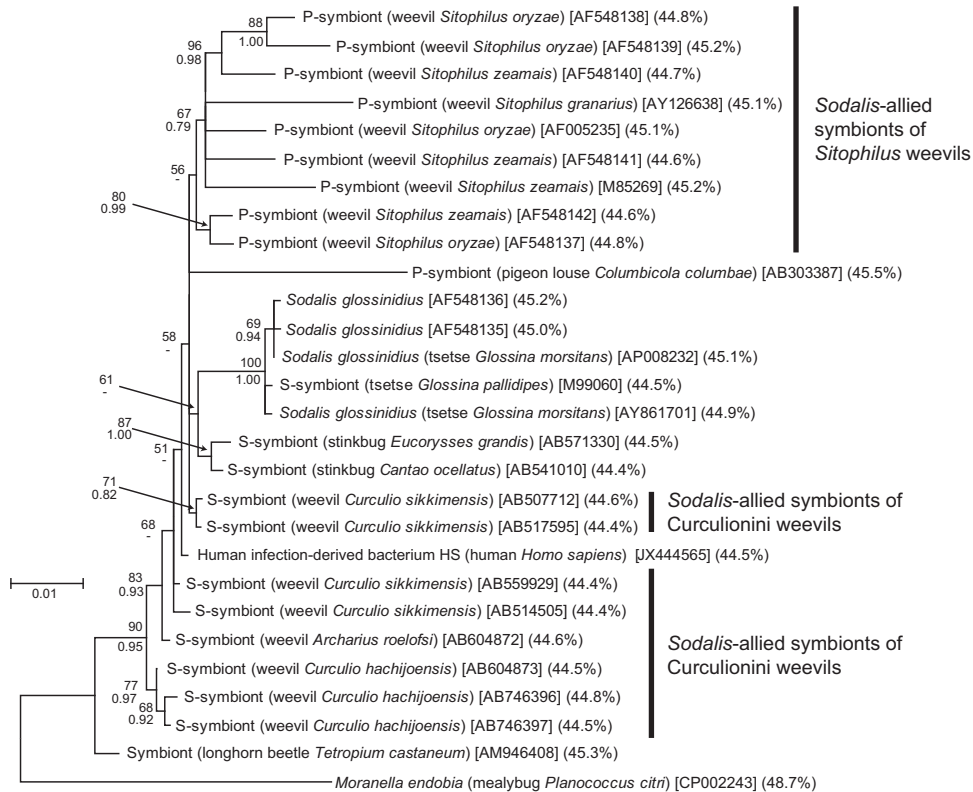 88
1.00
P-symbiont (weevil Sitophilus oryzae) [AF548138] (44.8%)
96
0.98
P-symbiont (weevil Sitophilus oryzae) [AF548139] (45.2%)
P-symbiont (weevil Sitophilus zeamais) [AF548140] (44.7%)
67
0.79
P-symbiont (weevil Sitophilus granarius) [AY126638] (45.1%)
P-symbiont (weevil Sitophilus oryzae) [AF005235] (45.1%)
Sodalis-allied
symbionts of
Sitophilus weevils
56
-
P-symbiont (weevil Sitophilus zeamais) [AF548141] (44.6%)
P-symbiont (weevil Sitophilus zeamais) [M85269] (45.2%)
80
0.99
P-symbiont (weevil Sitophilus zeamais) [AF548142] (44.6%)
P-symbiont (weevil Sitophilus oryzae) [AF548137] (44.8%)
P-symbiont (pigeon louse Columbicola columbae) [AB303387] (45.5%)
Sodalis glossinidius [AF548136] (45.2%)
69
0.94
Sodalis glossinidius [AF548135] (45.0%)
58
-
Sodalis glossinidius (tsetse Glossina morsitans) [AP008232] (45.1%)
100
1.00
S-symbiont (tsetse Glossina pallidipes) [M99060] (44.5%)
61
-
Sodalis glossinidius (tsetse Glossina morsitans) [AY861701] (44.9%)
87
1.00
S-symbiont (stinkbug Eucorysses grandis) [AB571330] (44.5%)
51
-
S-symbiont (stinkbug Cantao ocellatus) [AB541010] (44.4%)
71
0.82
S-symbiont (weevil Curculio sikkimensis) [AB507712] (44.6%)
S-symbiont (weevil Curculio sikkimensis) [AB517595] (44.4%)
Sodalis-allied symbionts of
Curculionini weevils
68
-
Human infection-derived bacterium HS (human Homo sapiens) [JX444565] (44.5%)
0.01
83
0.93
S-symbiont (weevil Curculio sikkimensis) [AB559929] (44.4%)
S-symbiont (weevil Curculio sikkimensis) [AB514505] (44.4%)
90
0.95
S-symbiont (weevil Archarius roelofsi) [AB604872] (44.6%)
Sodalis-allied symbionts of
Curculionini weevils
S-symbiont (weevil Curculio hachijoensis) [AB604873] (44.5%)
77
0.97
S-symbiont (weevil Curculio hachijoensis) [AB746396] (44.8%)
68
0.92
S-symbiont (weevil Curculio hachijoensis) [AB746397] (44.5%)
Symbiont (longhorn beetle Tetropium castaneum) [AM946408] (45.3%)
Moranella endobia (mealybug Planococcus citri) [CP002243] (48.7%)